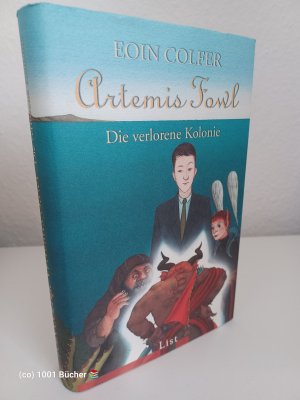 EOIN COLFER
Artemis Fowl
Die verlorene Kolonie
List
(co) 1001 Bücher 📚